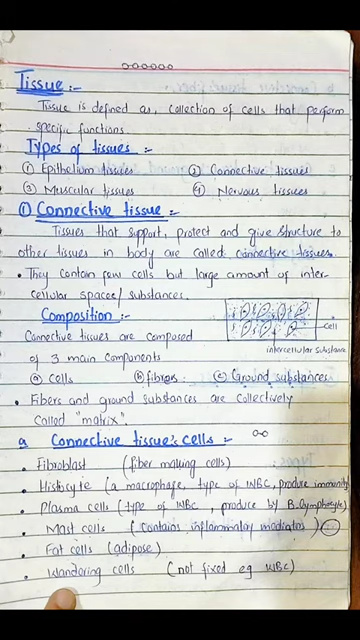 Tissue :-
Tissue is defined as, collection of cells that perform
specific functions.
Types of tissues :-
① Epithelium tissues ② Connective tissues
③ Muscular tissues ④ Nervous tissues
① Connective tissue :-
Tissues that support, protect and give structure to
other tissues in body are called connective tissues.
• They contain few cells but large amount of inter-
cellular spaces/ substances.
Composition :-
Connective tissues are composed
of 3 main components
cell
intercellular substance
ⓐ cells ⓑ fibers ⓒ Ground substances
• Fibers and ground substances are collectively
called "matrix"
a Connective tissue's cells :-
• Fibroblast (fiber making cells)
• Histocyte (a macrophage, type of WBC, produce immunity
• Plasma cells (type of WBC, produce by B.lymphocyte)
• Mast cells (contains inflammator mediators)
• Fat cells (adipose)
• Wandering cells (not fixed eg WBC)